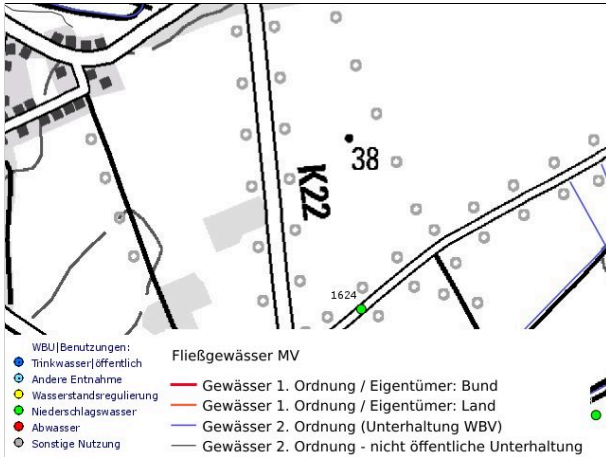 38
K22
1624
WBU|Benutzungen:
Trinkwasser|öffentlich
Andere Entnahme
Wasserstandsregulierung
Niederschlagswasser
Abwasser
Sonstige Nutzung
Fließgewässer MV
Gewässer 1. Ordnung / Eigentümer: Bund
Gewässer 1. Ordnung / Eigentümer: Land
Gewässer 2. Ordnung (Unterhaltung WBV)
Gewässer 2. Ordnung - nicht öffentliche Unterhaltung